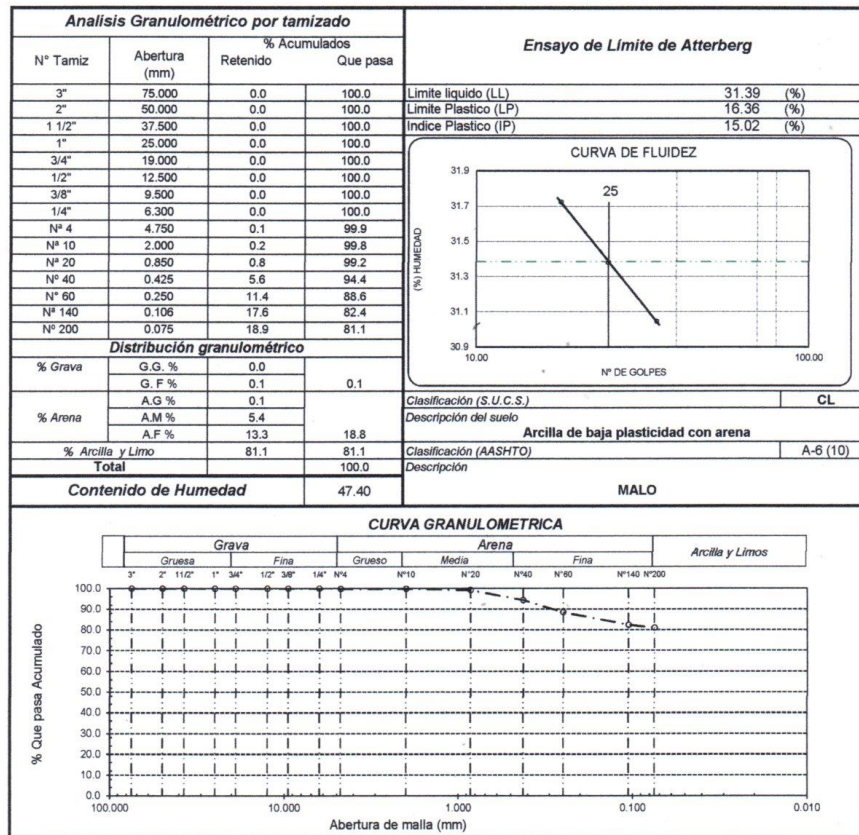 Analisis Granulométrico por tamizado
N° Tamiz Abertura (mm) % Acumulados
Retenido Que pasa
3" 75.000 0.0 100.0
2" 50.000 0.0 100.0
1 1/2" 37.500 0.0 100.0
1" 25.000 0.0 100.0
3/4" 19.000 0.0 100.0
1/2" 12.500 0.0 100.0
3/8" 9.500 0.0 100.0
1/4" 6.300 0.0 100.0
Nª 4 4.750 0.1 99.9
Nª 10 2.000 0.2 99.8
Nª 20 0.850 0.8 99.2
Nº 40 0.425 5.6 94.4
N° 60 0.250 11.4 88.6
Nª 140 0.106 17.6 82.4
Nº 200 0.075 18.9 81.1
Distribución granulométrico
% Grava G.G. % 0.0
G. F % 0.1 0.1
A.G % 0.1
% Arena A.M % 5.4
A.F % 13.3 18.8
% Arcilla y Limo 81.1 81.1
Total 100.0
Contenido de Humedad 47.40
Ensayo de Límite de Atterberg
Limite liquido (LL) 31.39 (%)
Limite Plastico (LP) 16.36 (%)
Indice Plastico (IP) 15.02 (%)
CURVA DE FLUIDEZ
31.9
31.7
31.5
31.3
31.1
30.9
(%) HUMEDAD
25
10.00 100.00
Nº DE GOLPES
Clasificación (S.U.C.S.) CL
Descripción del suelo
Arcilla de baja plasticidad con arena
Clasificación (AASHTO) A-6 (10)
Descripción
MALO
CURVA GRANULOMETRICA
Grava Arena Arcilla y Limos
Gruesa Fina Grueso Media Fina
3" 2" 11/2" 1" 3/4" 1/2" 3/8" 1/4" Nª4 N°10 N°20 Nº40 N°60 N°140 N°200
100.0
90.0
80.0
70.0
60.0
50.0
40.0
30.0
20.0
10.0
0.0
% Que pasa Acumulado
100.000 10.000 1.000 0.100 0.010
Abertura de malla (mm)